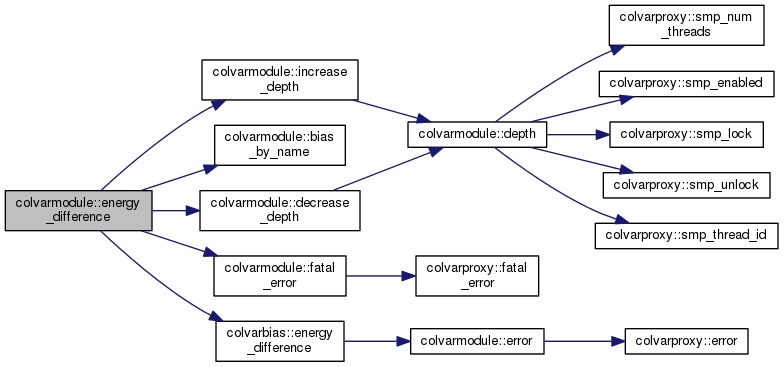 colvarmodule::energy
_difference
colvarmodule::increase
_depth
colvarmodule::bias
_by_name
colvarmodule::decrease
_depth
colvarmodule::fatal
_error
colvarbias::energy
_difference
colvarmodule::depth
colvarproxy::fatal
_error
colvarmodule::error
colvarproxy::smp_num
_threads
colvarproxy::smp_enabled
colvarproxy::smp_lock
colvarproxy::smp_unlock
colvarproxy::smp_thread_id
colvarproxy::error